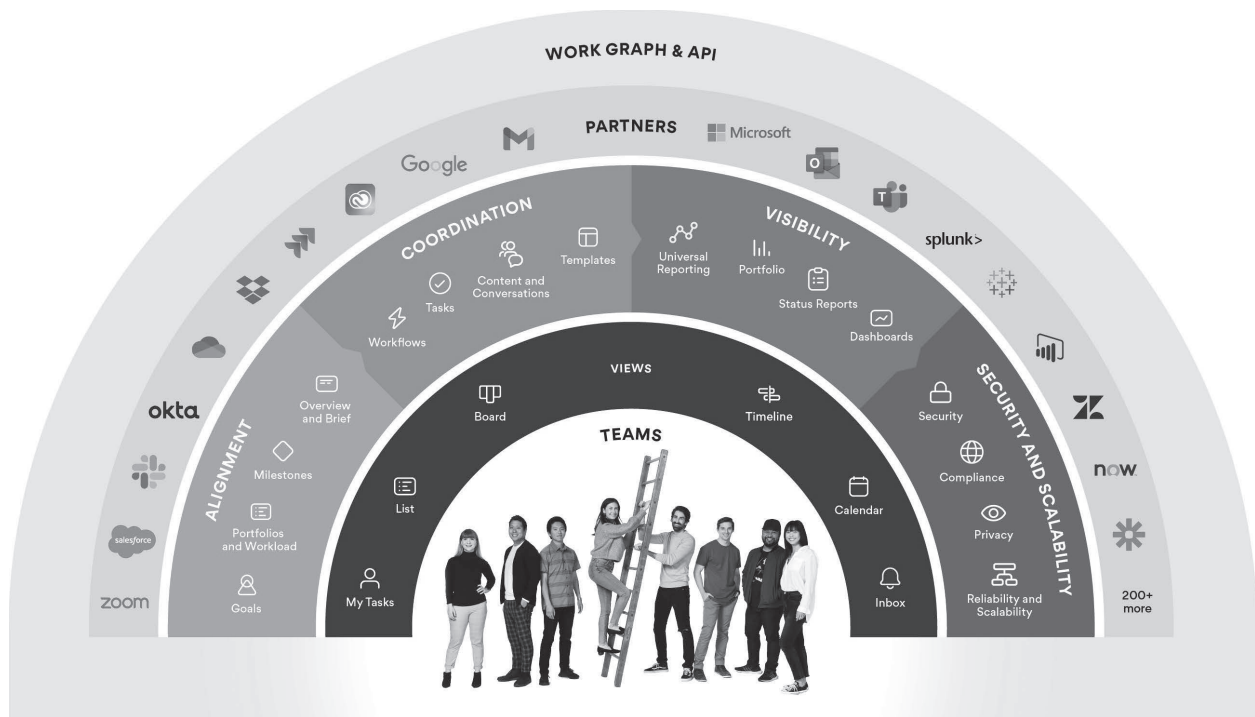 WORK GRAPH & API
PARTNERS
zoom
salesforce
okta
Google
Microsoft
O
T
splunk>
now
200+
more
ALIGNMENT
Goals
Portfolios
and Workload
Milestones
Overview
and Brief
COORDINATION
Workflows
Tasks
Content and
Conversations
Templates
VISIBILITY
Universal
Reporting
Portfolio
Status Reports
Dashboards
SECURITY AND SCALABILITY
Security
Compliance
Privacy
Reliability and
Scalability
VIEWS
My Tasks
List
Board
Timeline
Calendar
Inbox
TEAMS